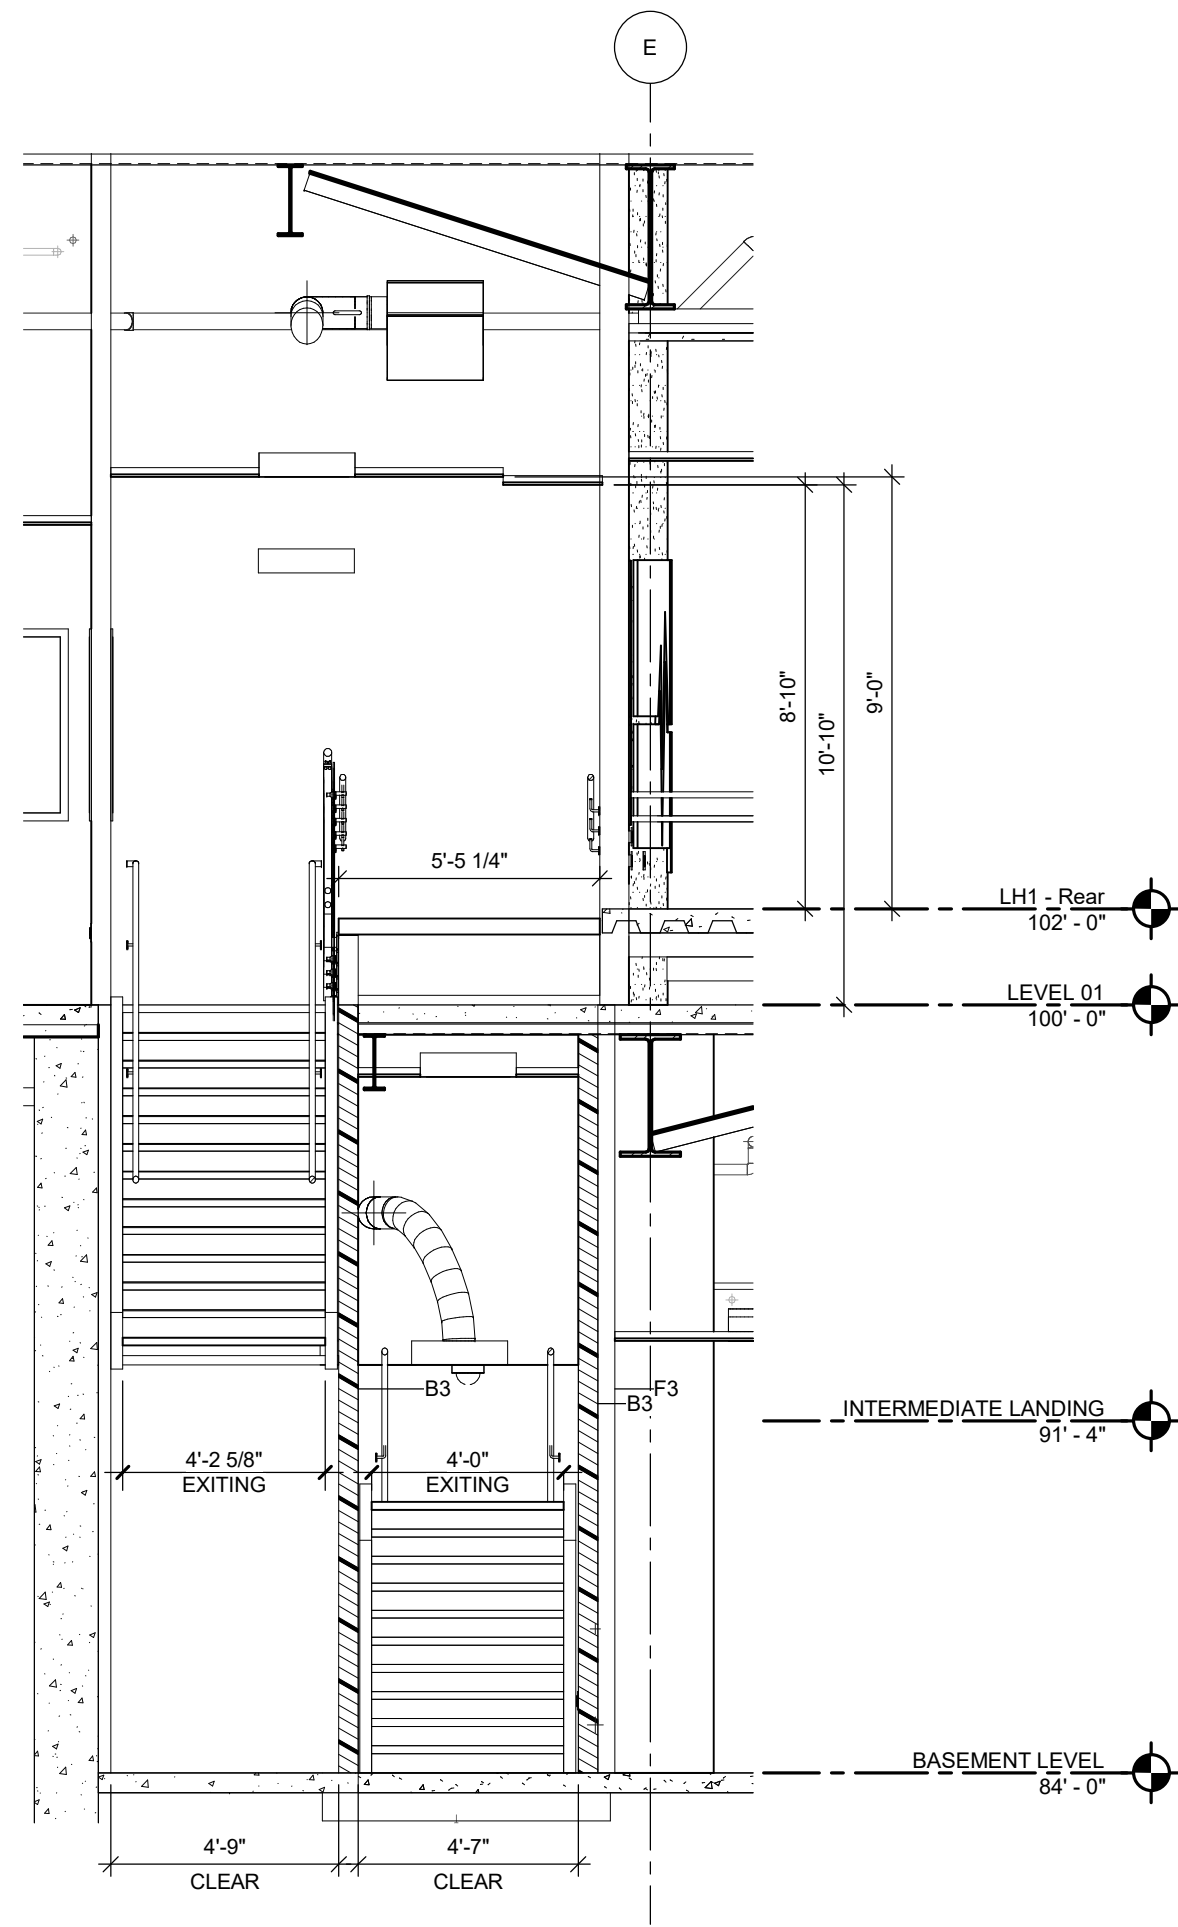 E
8'-10"
10'-10"
9'-0"
5'-5 1/4"
LH1 - Rear
102' - 0"
LEVEL 01
100' - 0"
B3
F3
B3
INTERMEDIATE LANDING
91' - 4"
4'-2 5/8"
EXITING
4'-0"
EXITING
BASEMENT LEVEL
84' - 0"
4'-9"
CLEAR
4'-7"
CLEAR